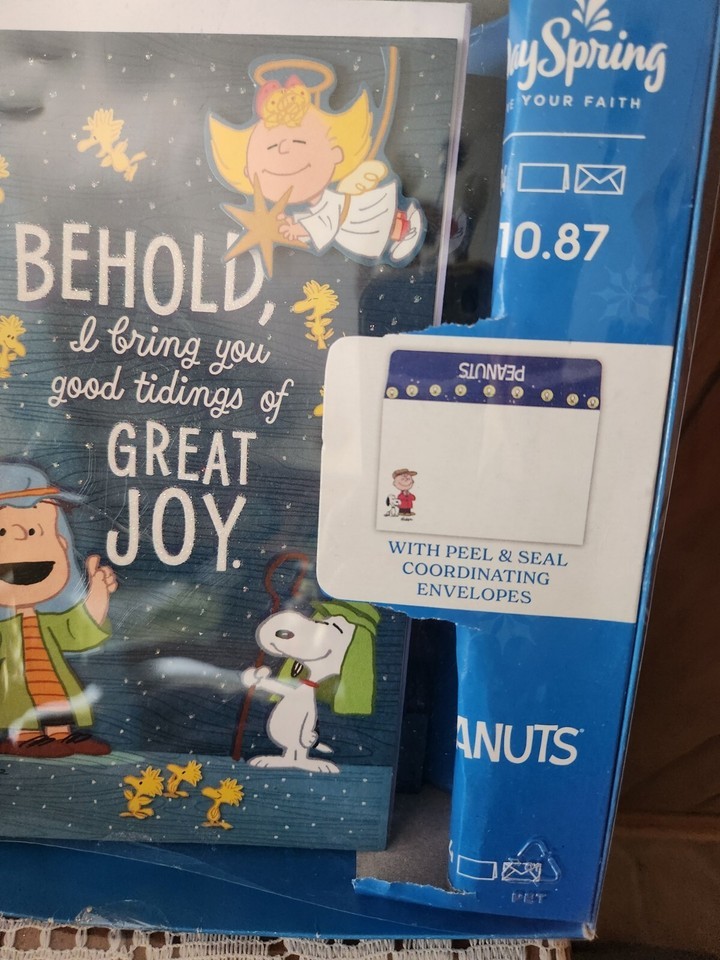 aySpring
E YOUR FAITH
10.87
BEHOLD,
I bring you
good tidings of
GREAT
JOY.
PEANUTS
WITH PEEL & SEAL
COORDINATING
ENVELOPES
ANUTS
PET